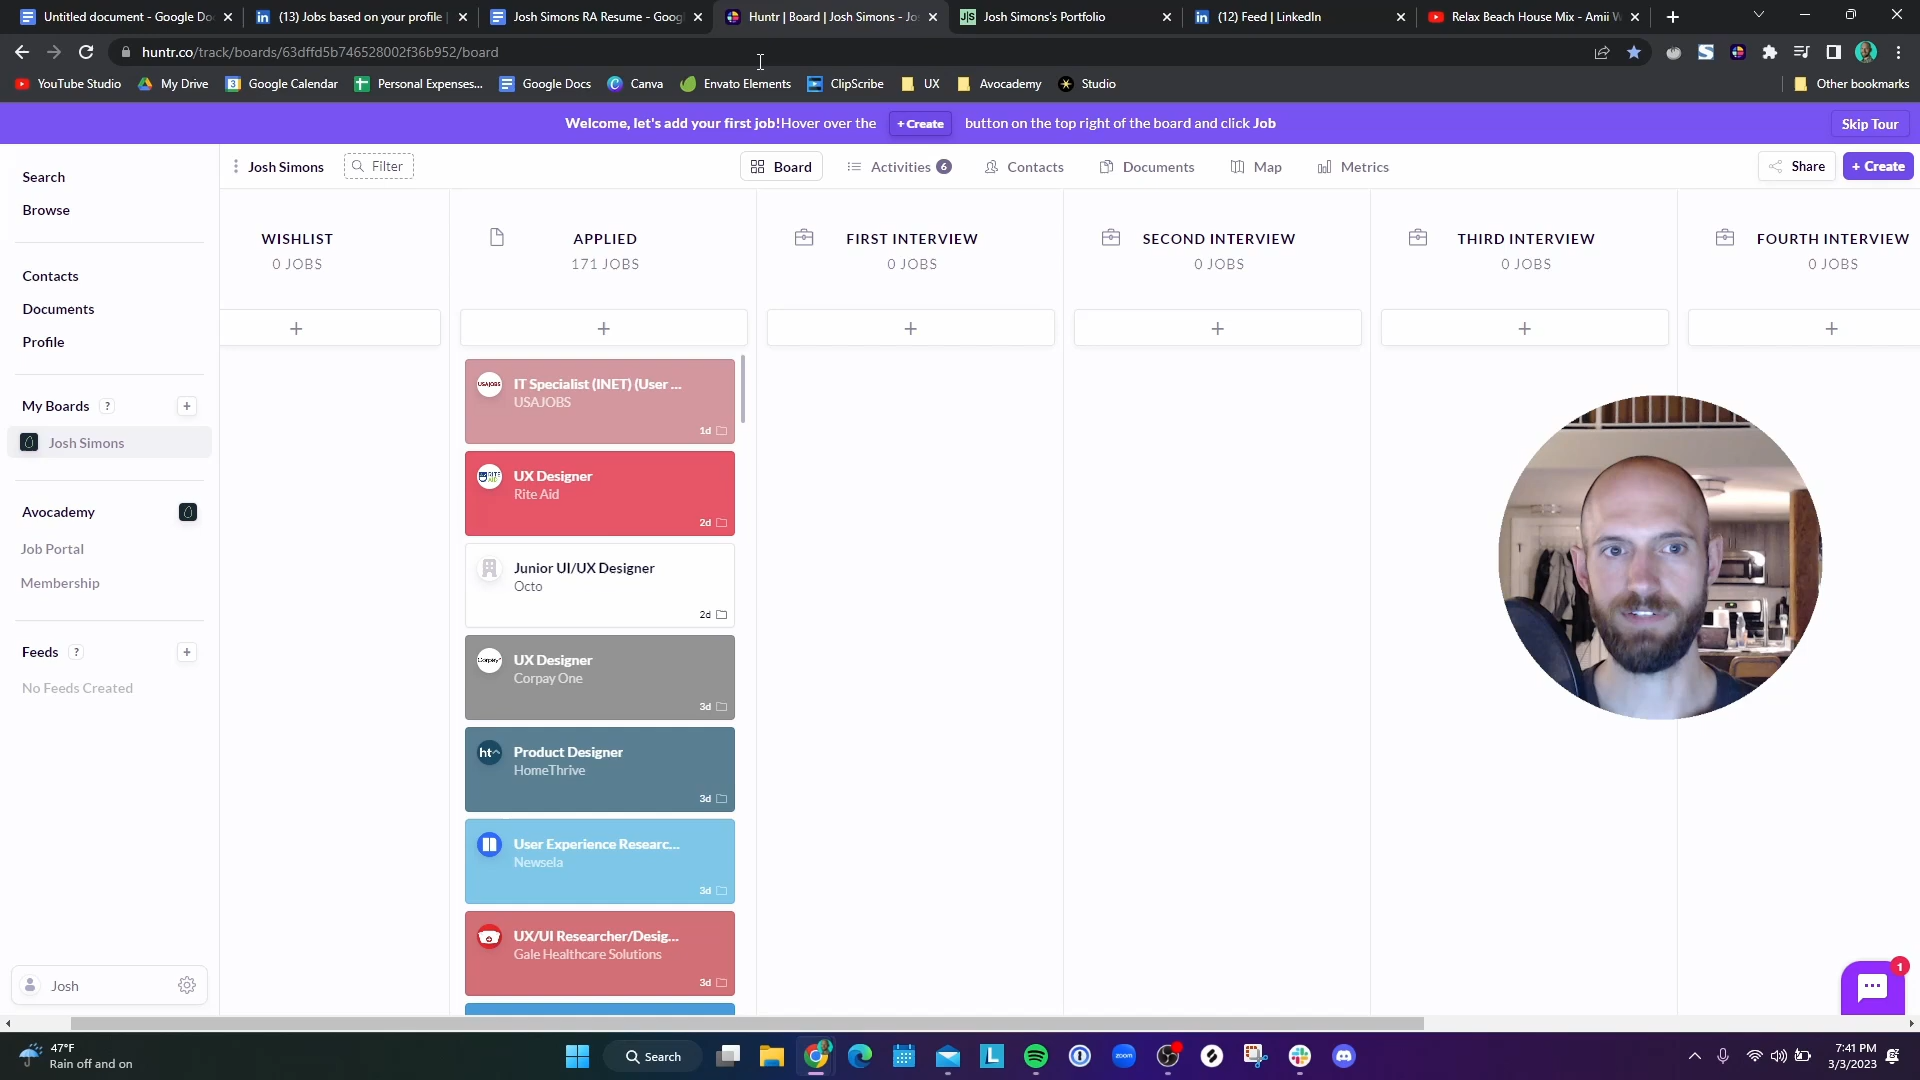 Untitled document - Google Do
(13) Jobs based on your profile
Josh Simons RA Resume - Goog
Huntr | Board | Josh Simons - Jos
Josh Simons's Portfolio
(12) Feed | LinkedIn
Relax Beach House Mix - Amii W
huntr.co/track/boards/63dffd5b746528002f36b952/board
YouTube Studio
My Drive
Google Calendar
Personal Expenses...
Google Docs
Canva
Envato Elements
ClipScribe
UX
Avocademy
Studio
Other bookmarks
Welcome, let's add your first job!Hover over the + Create button on the top right of the board and click Job
Skip Tour
Search
Browse
Contacts
Documents
Profile
My Boards ?
Josh Simons
Avocademy
Job Portal
Membership
Feeds ?
No Feeds Created
Josh
Josh Simons
Filter
Board
Activities 6
Contacts
Documents
Map
Metrics
Share
+ Create
WISHLIST
0 JOBS
APPLIED
171 JOBS
FIRST INTERVIEW
0 JOBS
SECOND INTERVIEW
0 JOBS
THIRD INTERVIEW
0 JOBS
FOURTH INTERVIEW
0 JOBS
USAJOBS
IT Specialist (INET) (User ...
USAJOBS
1d
RITE AID
UX Designer
Rite Aid
2d
Junior UI/UX Designer
Octo
2d
Corpay
UX Designer
Corpay One
3d
ht
Product Designer
HomeThrive
3d
User Experience Researc...
Newsela
3d
UX/UI Researcher/Desig...
Gale Healthcare Solutions
3d
1
47°F
Rain off and on
Search
zoom
7:41 PM
3/3/2023